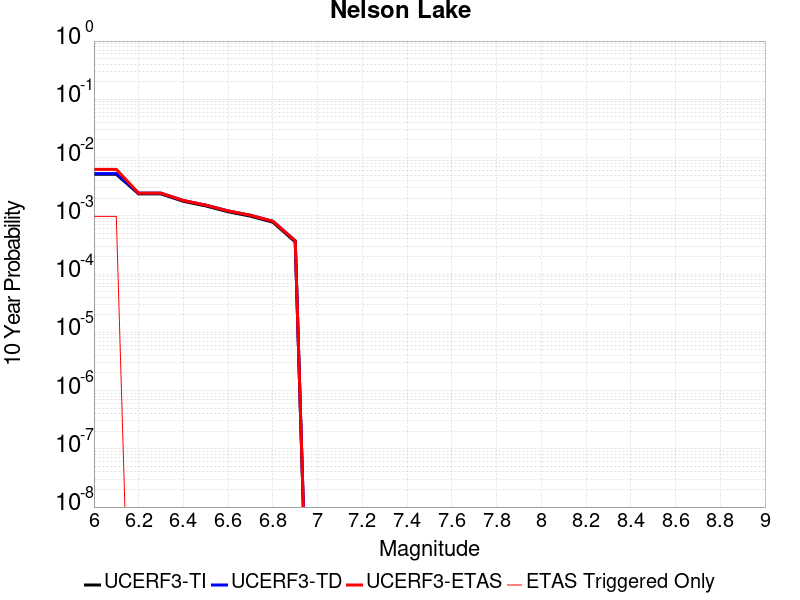 Nelson Lake
10^0
10^-1
10^-2
10^-3
10^-4
10^-5
10^-6
10^-7
10^-8
10 Year Probability
6 6.2 6.4 6.6 6.8 7 7.2 7.4 7.6 7.8 8 8.2 8.4 8.6 8.8 9
Magnitude
UCERF3-TI UCERF3-TD UCERF3-ETAS ETAS Triggered Only